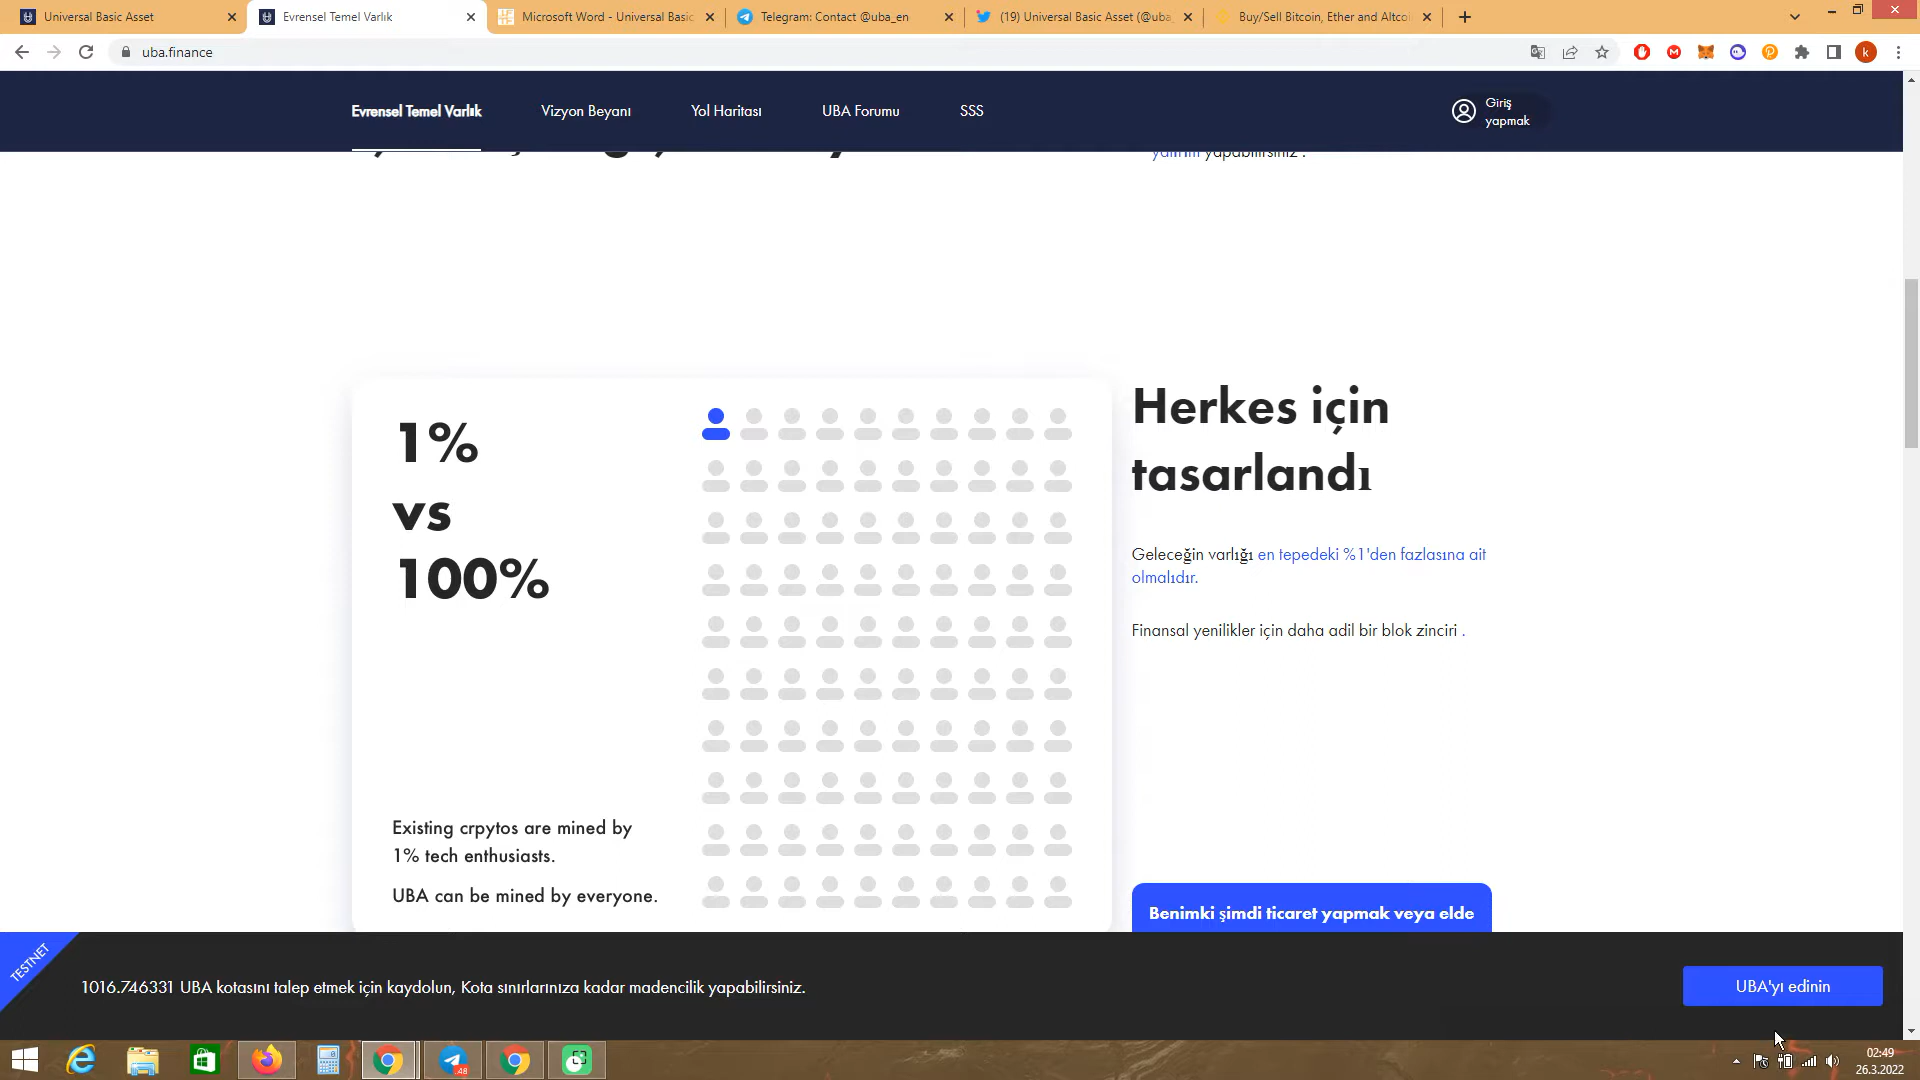 Universal Basic Asset
Evrensel Temel Varlık
Microsoft Word - Universal Basic
Telegram: Contact @uba_en
(19) Universal Basic Asset (@uba_
Buy/Sell Bitcoin, Ether and Altcoi
uba.finance
k
Evrensel Temel Varlık
Vizyon Beyanı
Yol Haritası
UBA Forumu
SSS
Giriş
yapmak
yatırım yapabilirsiniz .
1%
vs
100%
Existing crpytos are mined by
1% tech enthusiasts.
UBA can be mined by everyone.
Herkes için
tasarlandı
Geleceğin varlığı en tepedeki %1'den fazlasına ait
olmalıdır.
Finansal yenilikler için daha adil bir blok zinciri .
Benimki şimdi ticaret yapmak veya elde
TESTNET
1016.746331 UBA kotasını talep etmek için kaydolun, Kota sınırlarınıza kadar madencilik yapabilirsiniz.
UBA'yı edinin
48
02:49
26.3.2022